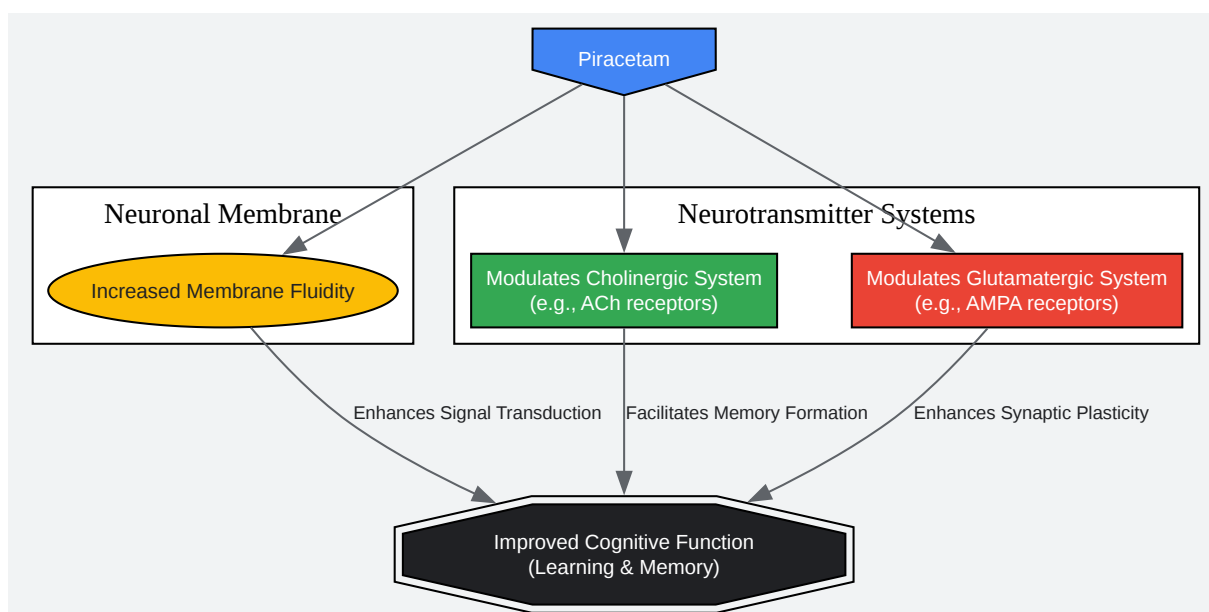 Piracetam
Neuronal Membrane
Neurotransmitter Systems
Increased Membrane Fluidity
Modulates Cholinergic System
(e.g., ACh receptors)
Modulates Glutamatergic System
(e.g., AMPA receptors)
Enhances Signal Transduction
Facilitates Memory Formation
Enhances Synaptic Plasticity
Improved Cognitive Function
(Learning & Memory)